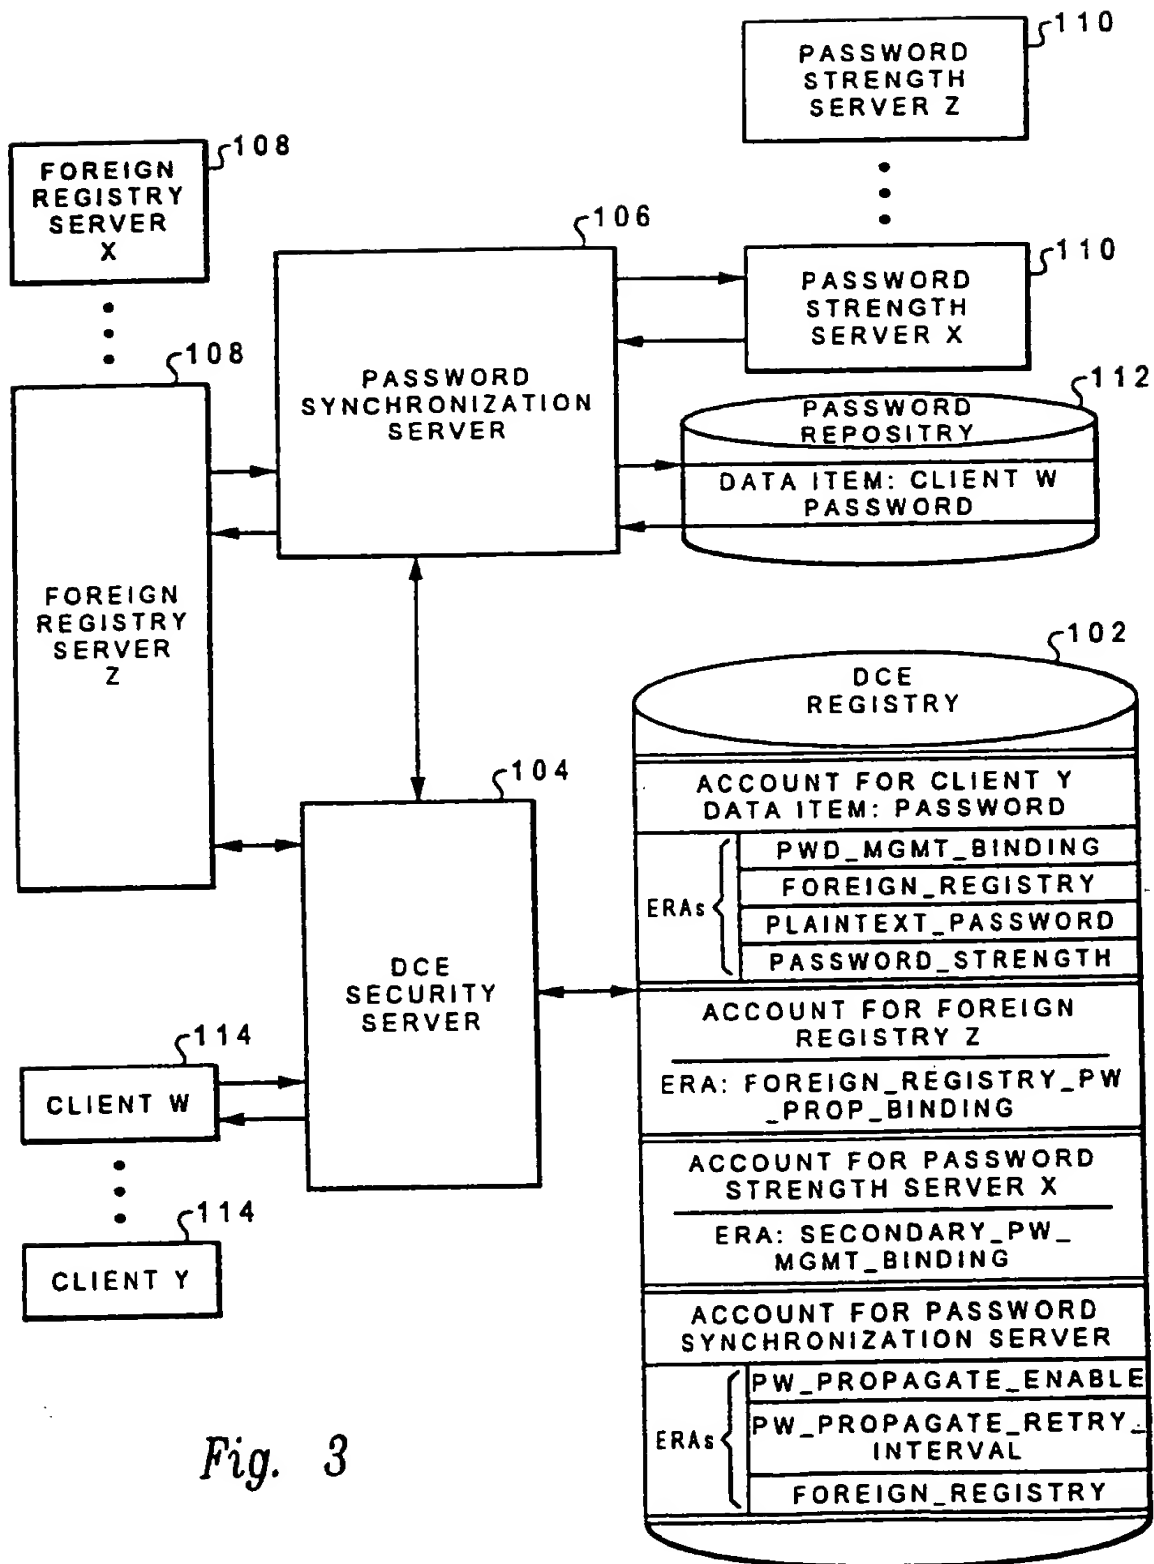 110
PASSWORD
STRENGTH
SERVER Z
108
FOREIGN
REGISTRY
SERVER
X
106
110
PASSWORD
STRENGTH
SERVER X
108
PASSWORD
SYNCHRONIZATION
SERVER
112
PASSWORD
REPOSITRY
DATA ITEM: CLIENT W
PASSWORD
FOREIGN
REGISTRY
SERVER
Z
102
DCE
REGISTRY
104
ACCOUNT FOR CLIENT Y
DATA ITEM: PASSWORD
ERAs
PWD_MGMT_BINDING
FOREIGN_REGISTRY
PLAINTEXT_PASSWORD
PASSWORD_STRENGTH
DCE
SECURITY
SERVER
ACCOUNT FOR FOREIGN
REGISTRY Z
ERA: FOREIGN_REGISTRY_PW
_PROP_BINDING
114
CLIENT W
ACCOUNT FOR PASSWORD
STRENGTH SERVER X
ERA: SECONDARY_PW_
MGMT_BINDING
114
CLIENT Y
ACCOUNT FOR PASSWORD
SYNCHRONIZATION SERVER
ERAs
PW_PROPAGATE_ENABLE
PW_PROPAGATE_RETRY_
INTERVAL
FOREIGN_REGISTRY
Fig. 3